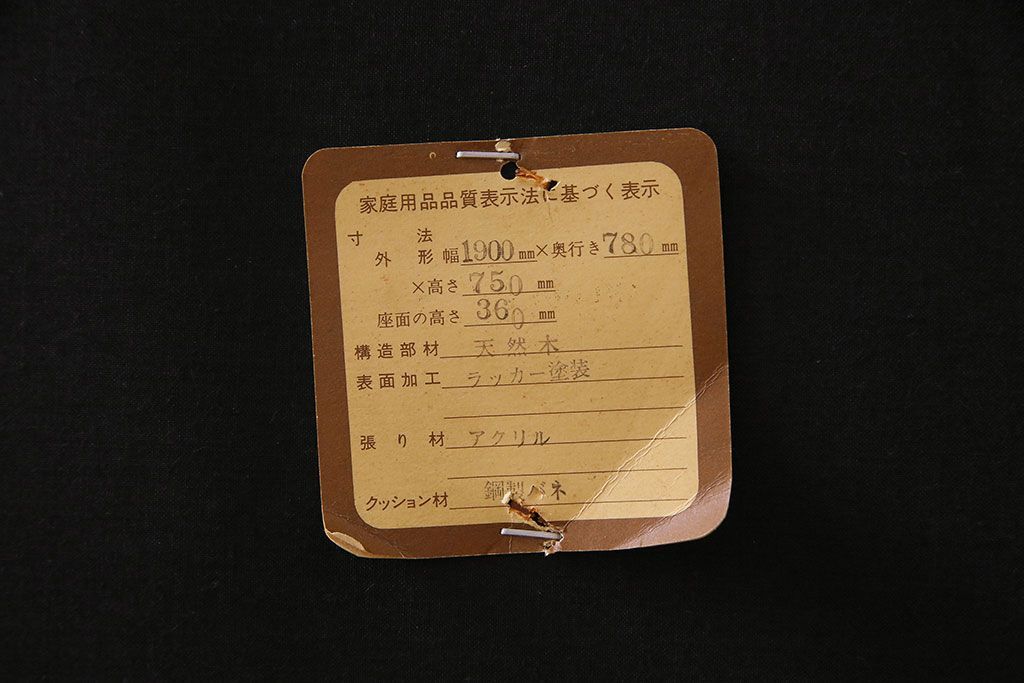 家庭用品品質表示法に基づく表示
寸法
外形 幅1900mm×奥行き780mm
×高さ750mm
座面の高さ360mm
構造部材 天然木
表面加工 ラッカー塗装
張り材 アクリル
クッション材 鋼製バネ